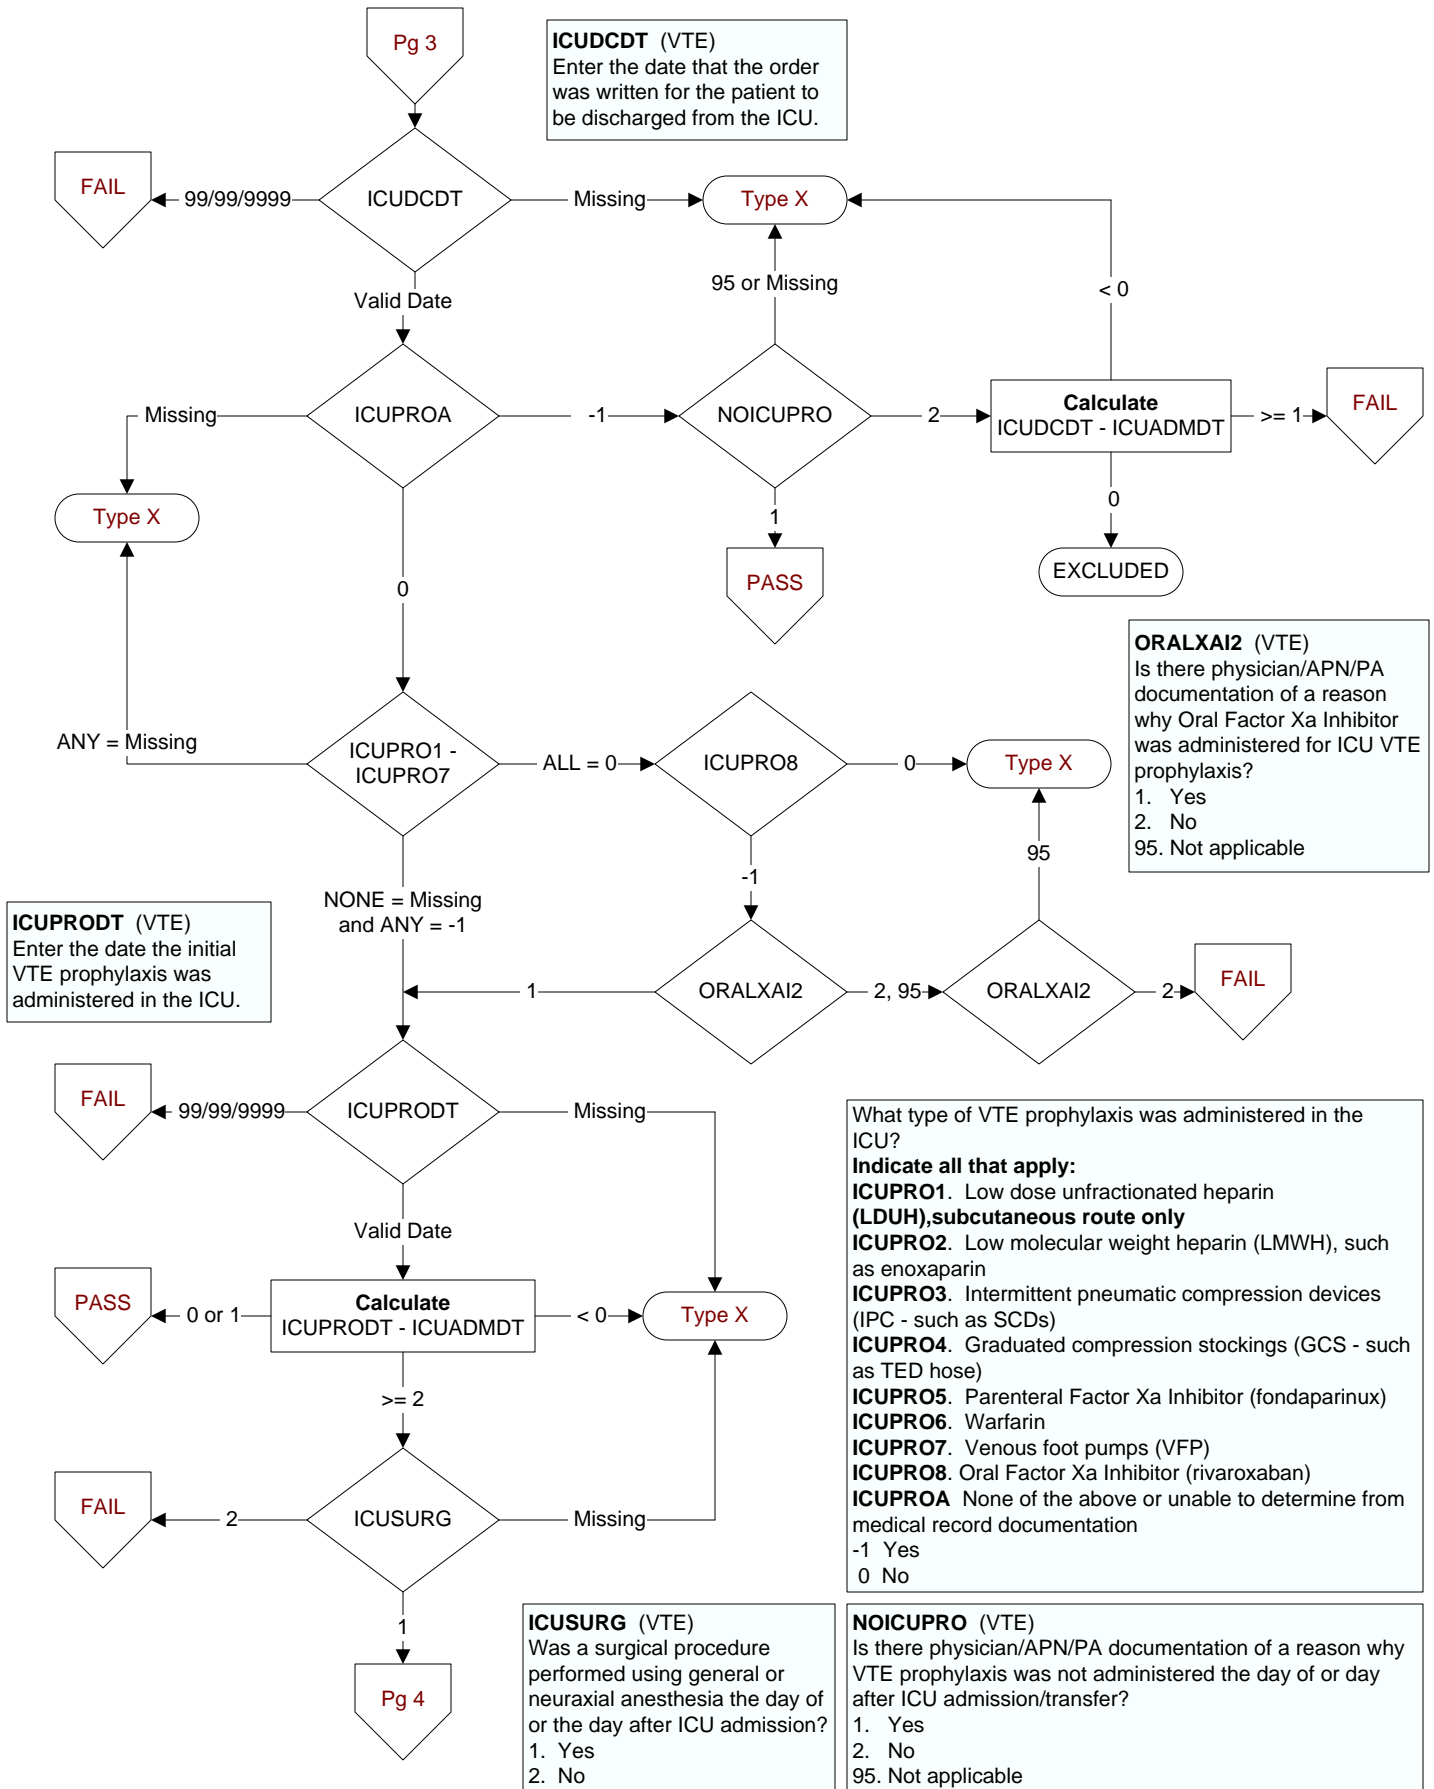 Pg 3
ICUDCDT (VTE)
Enter the date that the order
was written for the patient to
be discharged from the ICU.
FAIL
99/99/9999
ICUDCDT
Missing
Type X
95 or Missing
< 0
Valid Date
Missing
ICUPROA
-1
NOICUPRO
2
Calculate
ICUDCDT - ICUADMDT
>= 1
FAIL
Type X
1
0
PASS
EXCLUDED
0
ORALXAI2 (VTE)
Is there physician/APN/PA
documentation of a reason
why Oral Factor Xa Inhibitor
was administered for ICU VTE
prophylaxis?
1. Yes
2. No
95. Not applicable
ANY = Missing
ICUPRO1 -
ICUPRO7
ALL = 0
ICUPRO8
0
Type X
-1
95
NONE = Missing
and ANY = -1
ICUPRODT (VTE)
Enter the date the initial
VTE prophylaxis was
administered in the ICU.
1
ORALXAI2
2, 95
ORALXAI2
2
FAIL
FAIL
99/99/9999
ICUPRODT
Missing
Valid Date
PASS
0 or 1
Calculate
ICUPRODT - ICUADMDT
< 0
Type X
>= 2
FAIL
2
ICUSURG
Missing
1
Pg 4
What type of VTE prophylaxis was administered in the
ICU?
Indicate all that apply:
ICUPRO1. Low dose unfractionated heparin
(LDUH),subcutaneous route only
ICUPRO2. Low molecular weight heparin (LMWH), such
as enoxaparin
ICUPRO3. Intermittent pneumatic compression devices
(IPC - such as SCDs)
ICUPRO4. Graduated compression stockings (GCS - such
as TED hose)
ICUPRO5. Parenteral Factor Xa Inhibitor (fondaparinux)
ICUPRO6. Warfarin
ICUPRO7. Venous foot pumps (VFP)
ICUPRO8. Oral Factor Xa Inhibitor (rivaroxaban)
ICUPROA None of the above or unable to determine from
medical record documentation
-1 Yes
0 No
ICUSURG (VTE)
Was a surgical procedure
performed using general or
neuraxial anesthesia the day of
or the day after ICU admission?
1. Yes
2. No
NOICUPRO (VTE)
Is there physician/APN/PA documentation of a reason why
VTE prophylaxis was not administered the day of or day
after ICU admission/transfer?
1. Yes
2. No
95. Not applicable